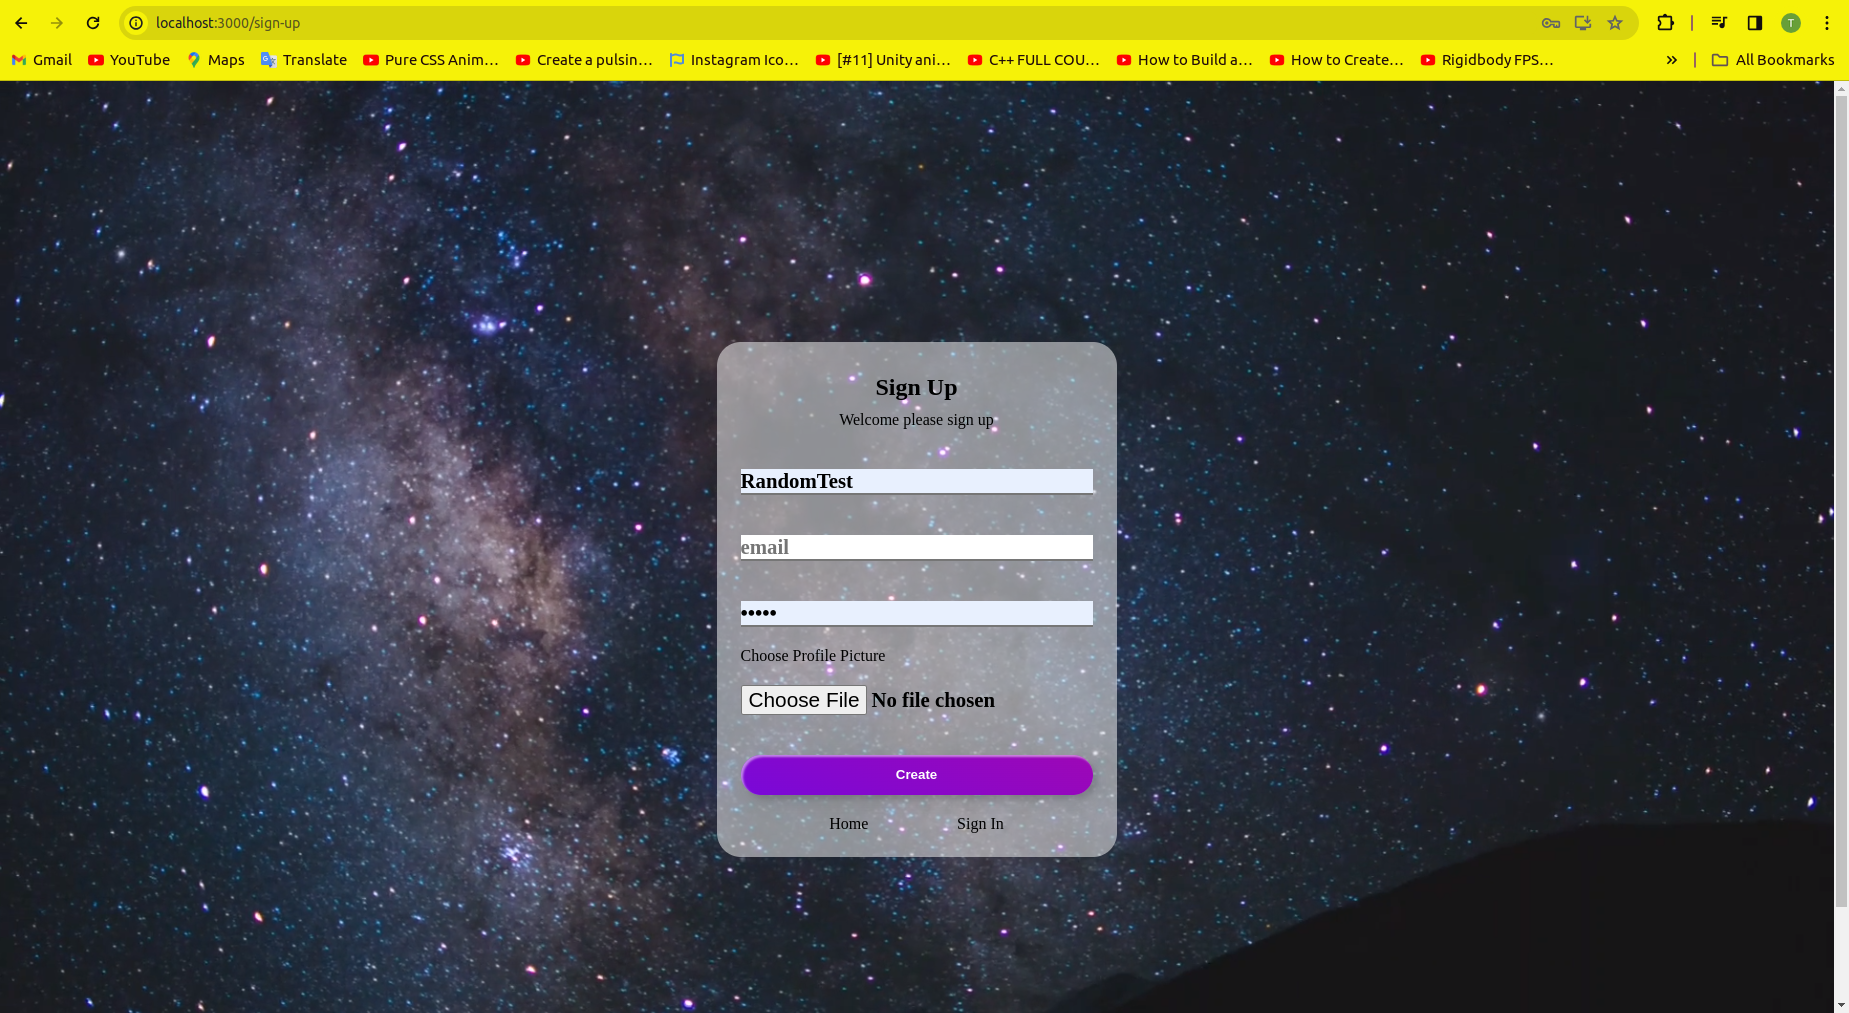 localhost:3000/sign-up
T
Gmail YouTube Maps Translate Pure CSS Anim… Create a pulsin… Instagram Ico… [#11] Unity ani… C++ FULL COU… How to Build a… How to Create… Rigidbody FPS… » All Bookmarks
Sign Up
Welcome please sign up
RandomTest
email
•••••
Choose Profile Picture
Choose File No file chosen
Create
Home Sign In